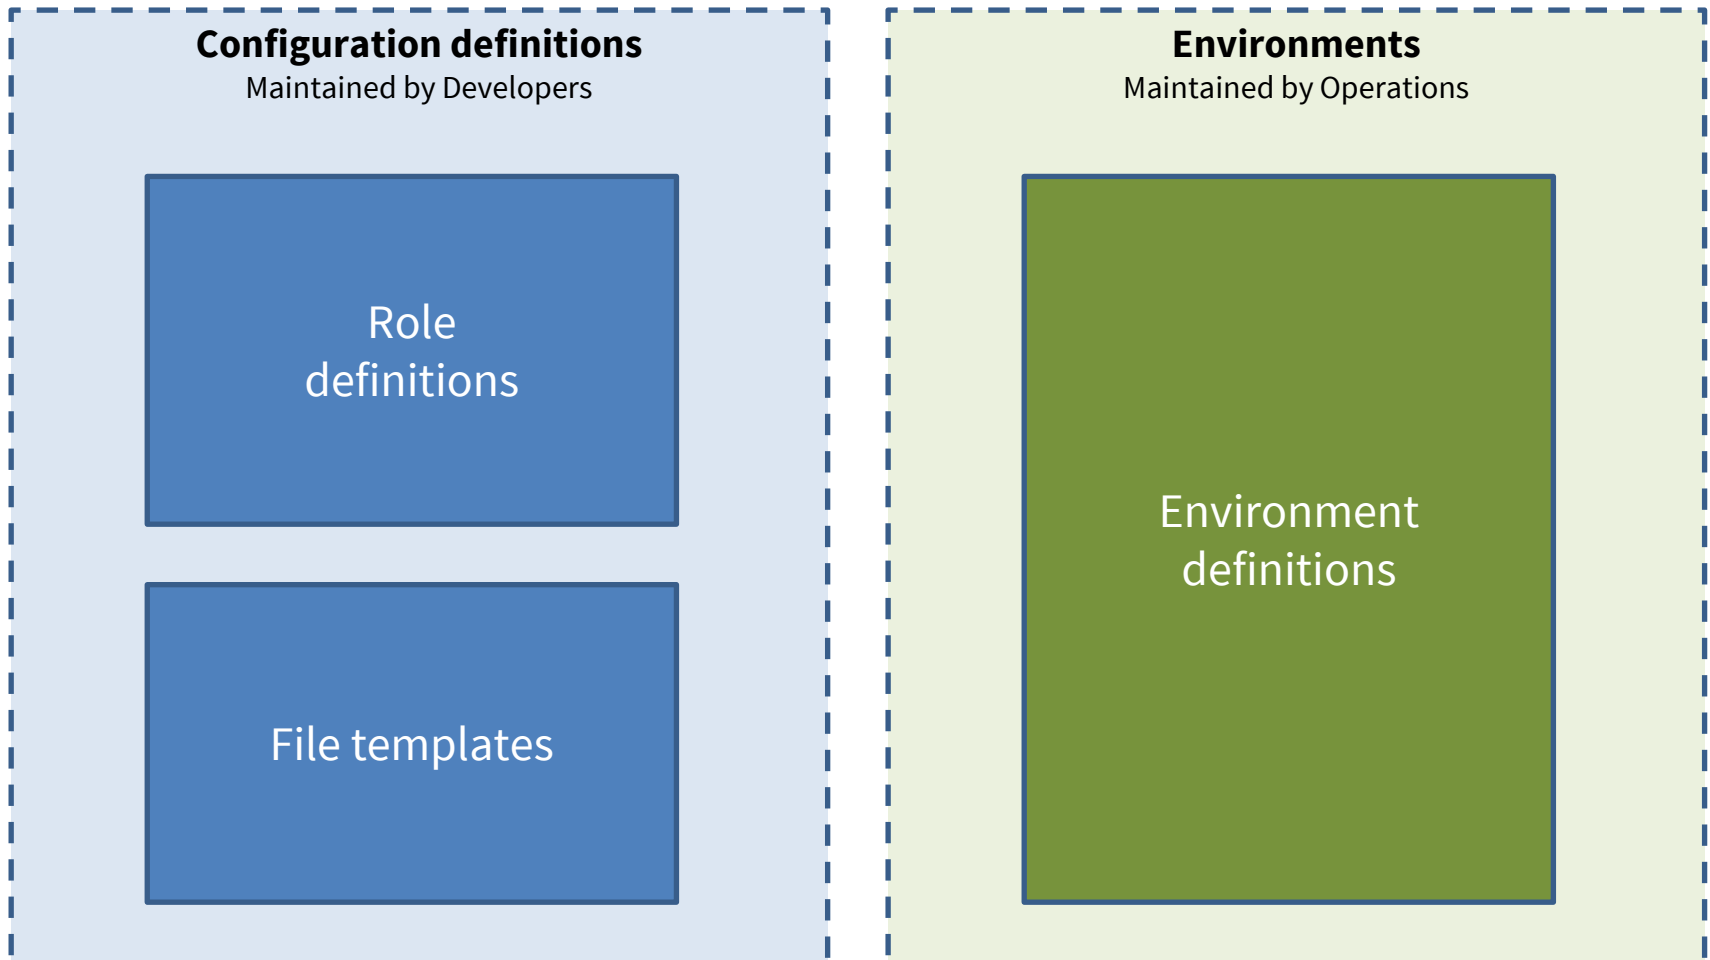 Configuration definitions
Maintained by Developers
Role
definitions
File templates
Environments
Maintained by Operations
Environment
definitions